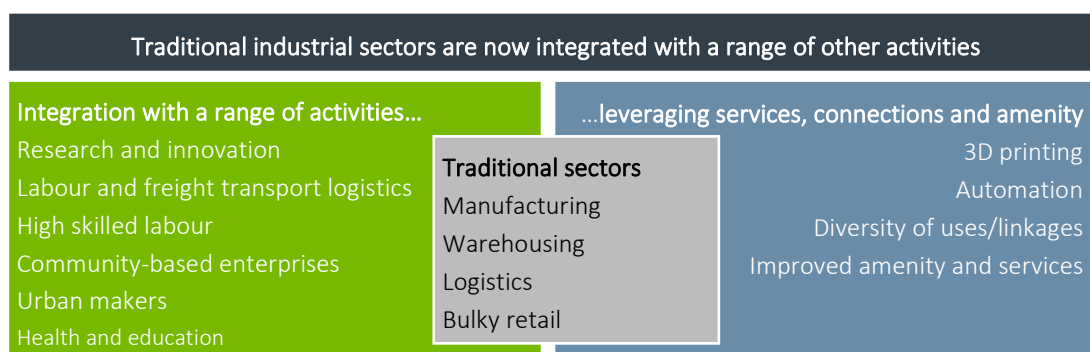 Traditional industrial sectors are now integrated with a range of other activities
Integration with a range of activities...
Research and innovation
Labour and freight transport logistics
High skilled labour
Community-based enterprises
Urban makers
Health and education
Traditional sectors
Manufacturing
Warehousing
Logistics
Bulky retail
...leveraging services, connections and amenity
3D printing
Automation
Diversity of uses/linkages
Improved amenity and services